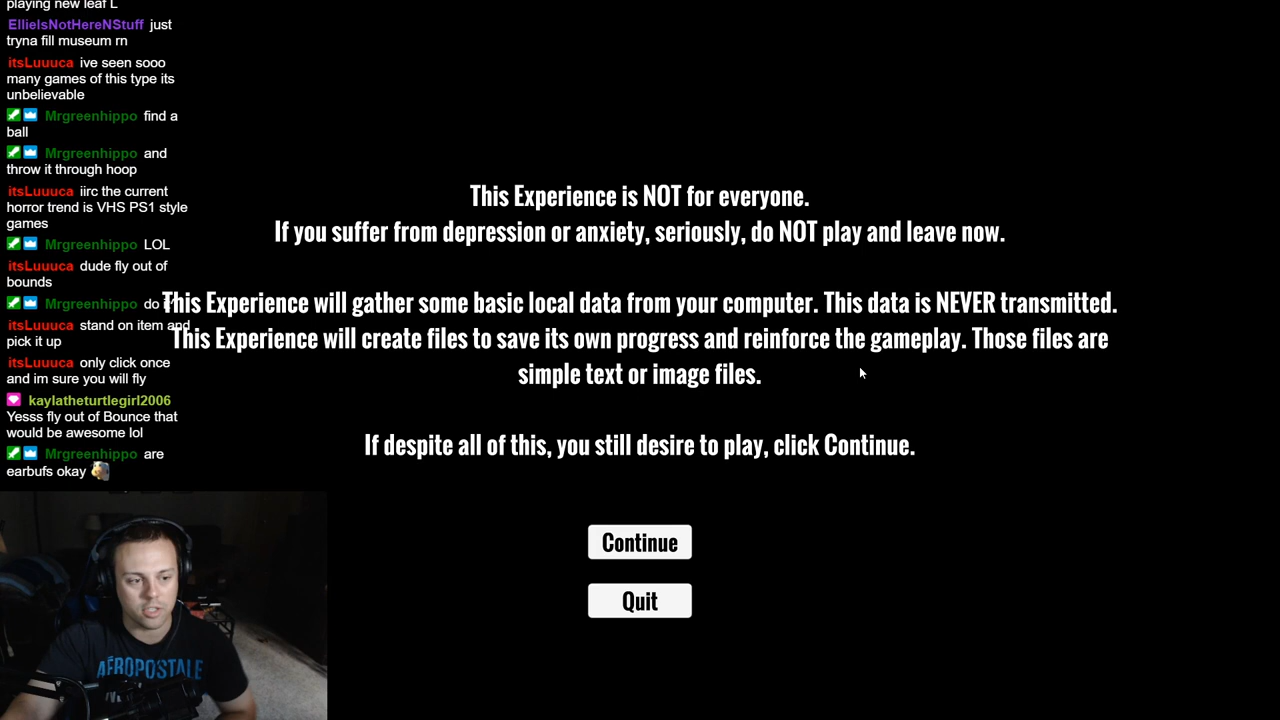 playing new leaf L
EllieIsNotHereNStuff just
tryna fill museum rn
itsLuuuca ive seen sooo
many games of this type its
unbelievable
Mrgreenhippo find a
ball
Mrgreenhippo and
throw it through hoop
itsLuuuca iirc the current
horror trend is VHS PS1 style
games
Mrgreenhippo LOL
itsLuuuca dude fly out of
bounds
Mrgreenhippo do it
itsLuuuca stand on item and
pick it up
itsLuuuca only click once
and im sure you will fly
kaylatheturtlegirl2006
Yesss fly out of Bounce that
would be awesome lol
Mrgreenhippo are
earbufs okay
This Experience is NOT for everyone.
If you suffer from depression or anxiety, seriously, do NOT play and leave now.
This Experience will gather some basic local data from your computer. This data is NEVER transmitted.
This Experience will create files to save its own progress and reinforce the gameplay. Those files are
simple text or image files.
If despite all of this, you still desire to play, click Continue.
Continue
Quit
AÉROPOSTALE